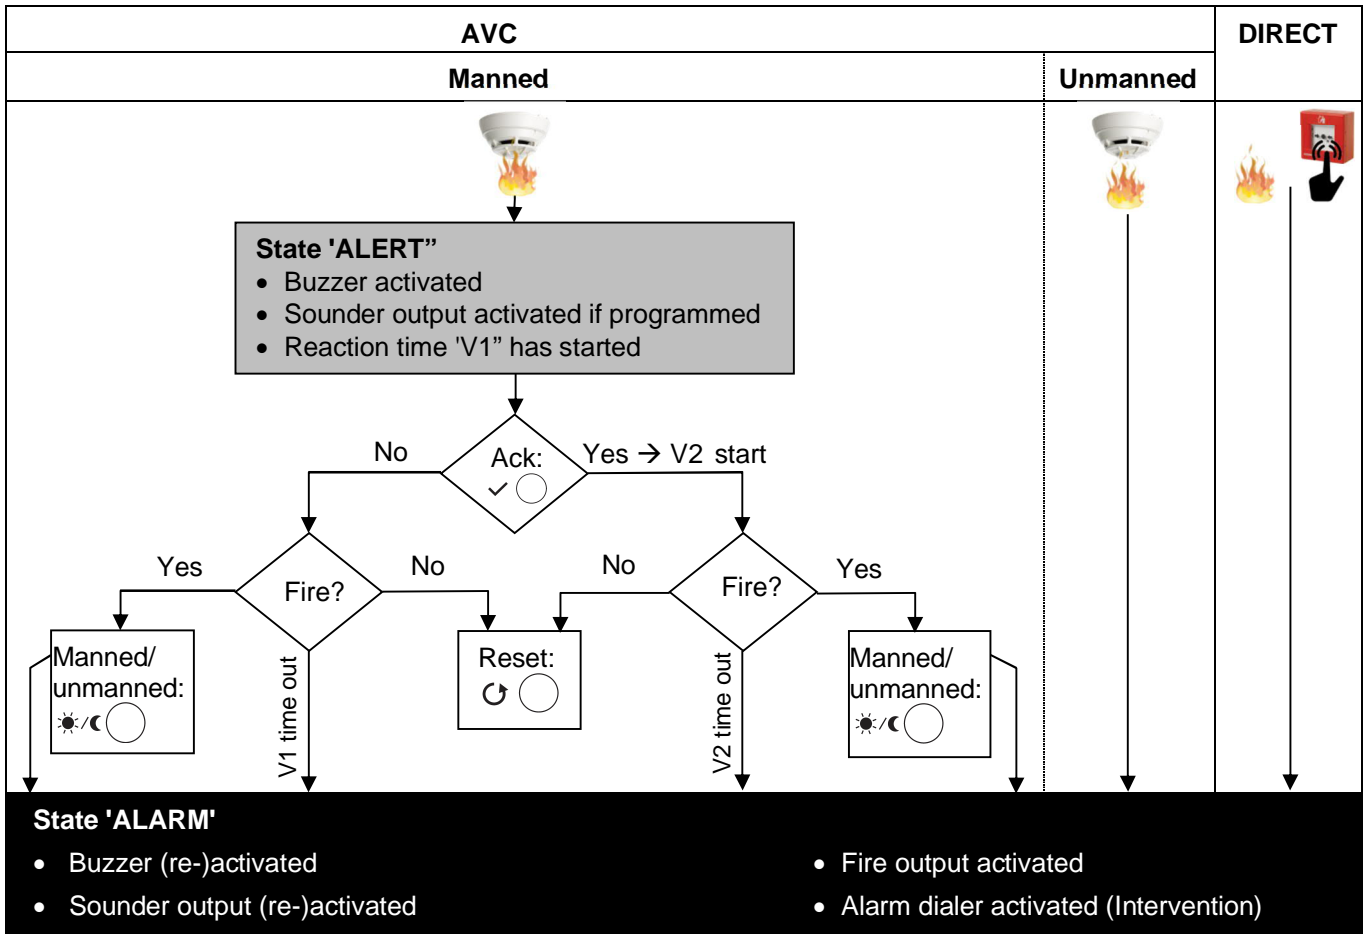 AVC
DIRECT
Manned
Unmanned
State 'ALERT”
• Buzzer activated
• Sounder output activated if programmed
• Reaction time 'V1” has started
No
Ack:
Yes → V2 start
Yes
Fire?
No
No
Fire?
Yes
Manned/
unmanned:
V1 time out
Reset:
V2 time out
Manned/
unmanned:
State 'ALARM'
• Buzzer (re-)activated
• Fire output activated
• Sounder output (re-)activated
• Alarm dialer activated (Intervention)